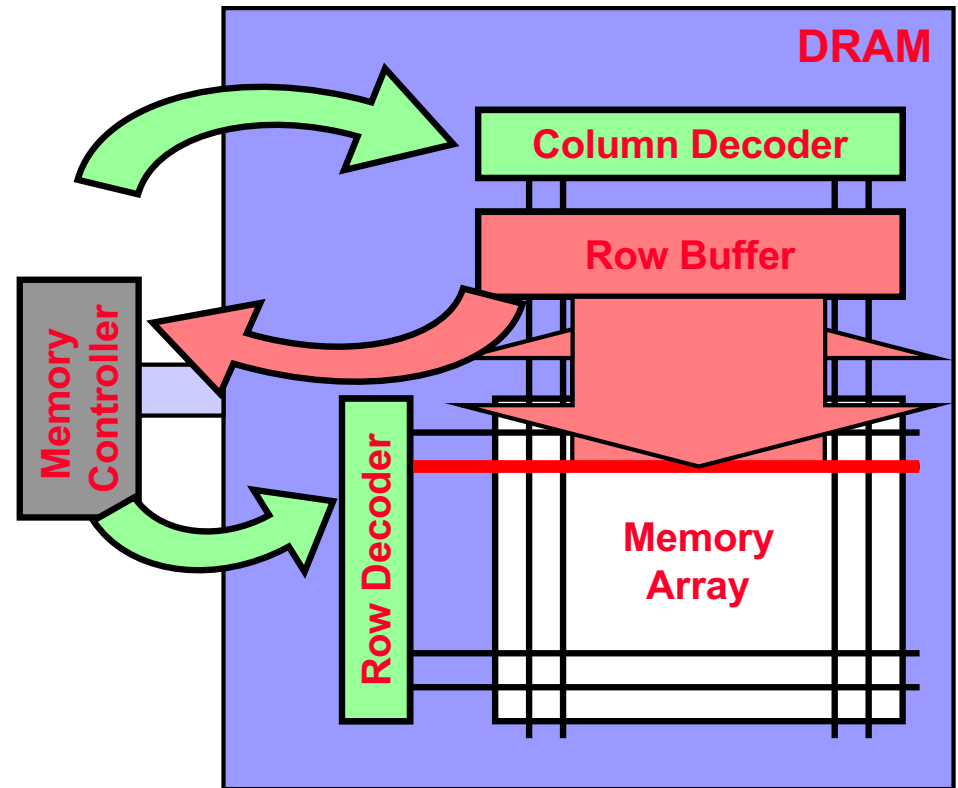 DRAM
Column Decoder
Row Buffer
Memory
Controller
Row Decoder
Memory
Array